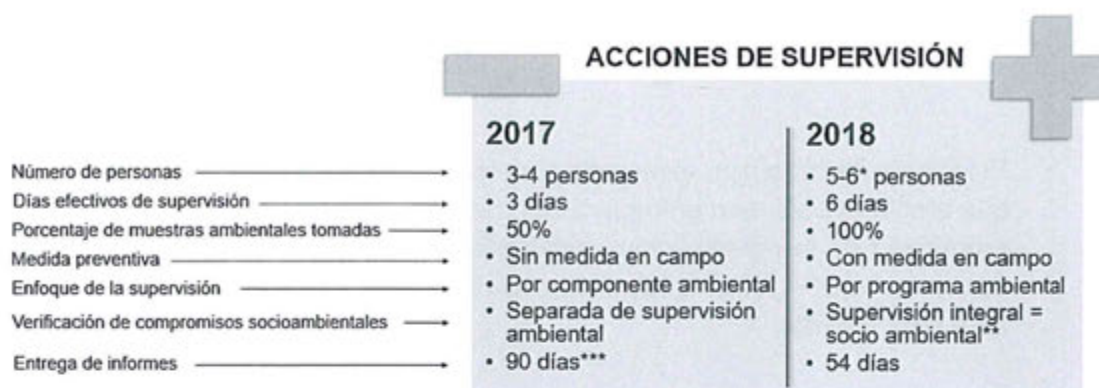 ACCIONES DE SUPERVISIÓN
2017
2018
Número de personas
• 3-4 personas
• 5-6* personas
Días efectivos de supervisión
• 3 días
• 6 días
Porcentaje de muestras ambientales tomadas
• 50%
• 100%
Medida preventiva
• Sin medida en campo
• Con medida en campo
Enfoque de la supervisión
• Por componente ambiental
• Por programa ambiental
Verificación de compromisos socioambientales
• Separada de supervisión
ambiental
• Supervisión integral =
socio ambiental**
Entrega de informes
• 90 días***
• 54 días